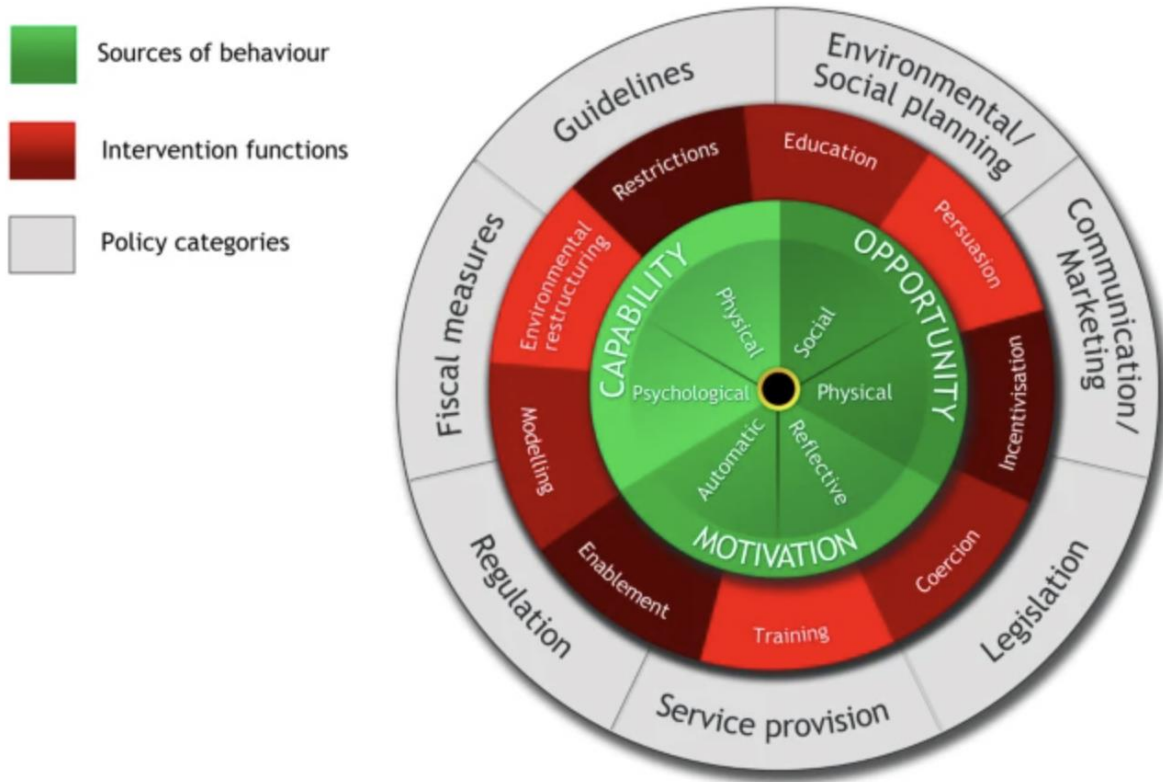 Sources of behaviour
Intervention functions
Policy categories
Guidelines
Environmental/
Social planning
Communication/
Marketing
Legislation
Service provision
Regulation
Fiscal measures
Restrictions
Education
Persuasion
Incentivisation
Coercion
Training
Enablement
Modelling
Environmental
restructuring
CAPABILITY
OPPORTUNITY
MOTIVATION
Physical
Social
Physical
Reflective
Automatic
Psychological